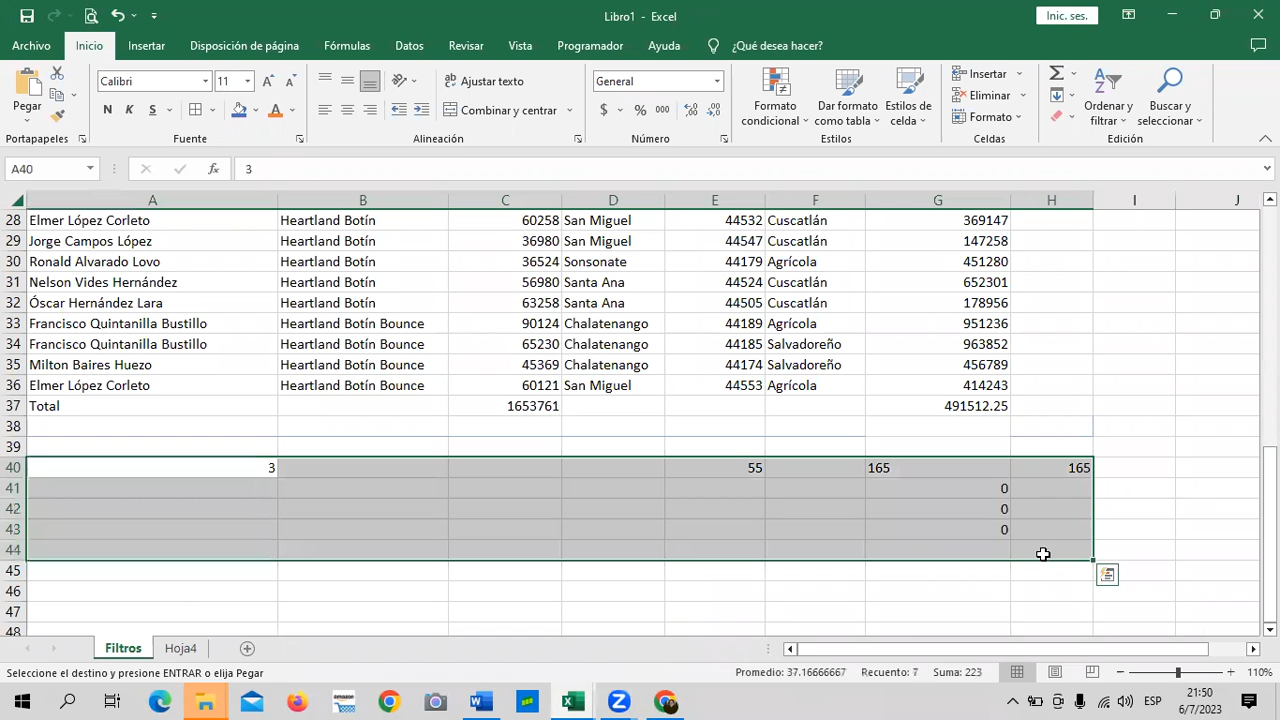 Libro1 - Excel
Inic. ses.
Archivo Inicio Insertar Disposición de página Fórmulas Datos Revisar Vista Programador Ayuda ¿Qué desea hacer?
Pegar
Calibri 11
N K S
Ajustar texto
Combinar y centrar
General
$ % 000
Formato condicional
Dar formato como tabla
Estilos de celda
Insertar
Eliminar
Formato
Ordenar y filtrar
Buscar y seleccionar
Portapapeles Fuente Alineación Número Estilos Celdas Edición
A40 fx 3
A B C D E F G H I J
28 Elmer López Corleto Heartland Botín 60258 San Miguel 44532 Cuscatlán 369147
29 Jorge Campos López Heartland Botín 36980 San Miguel 44547 Cuscatlán 147258
30 Ronald Alvarado Lovo Heartland Botín 36524 Sonsonate 44179 Agrícola 451280
31 Nelson Vides Hernández Heartland Botín 56980 Santa Ana 44524 Cuscatlán 652301
32 Óscar Hernández Lara Heartland Botín 63258 Santa Ana 44505 Cuscatlán 178956
33 Francisco Quintanilla Bustillo Heartland Botín Bounce 90124 Chalatenango 44189 Agrícola 951236
34 Francisco Quintanilla Bustillo Heartland Botín Bounce 65230 Chalatenango 44185 Salvadoreño 963852
35 Milton Baires Huezo Heartland Botín Bounce 45369 Chalatenango 44174 Salvadoreño 456789
36 Elmer López Corleto Heartland Botín Bounce 60121 San Miguel 44553 Agrícola 414243
37 Total 1653761 491512.25
38
39
40 3 55 165 165
41 0
42 0
43 0
44
45
46
47
48
Filtros Hoja4
Seleccione el destino y presione ENTRAR o elija Pegar Promedio: 37.16666667 Recuento: 7 Suma: 223 110%
ESP
21:50
6/7/2023